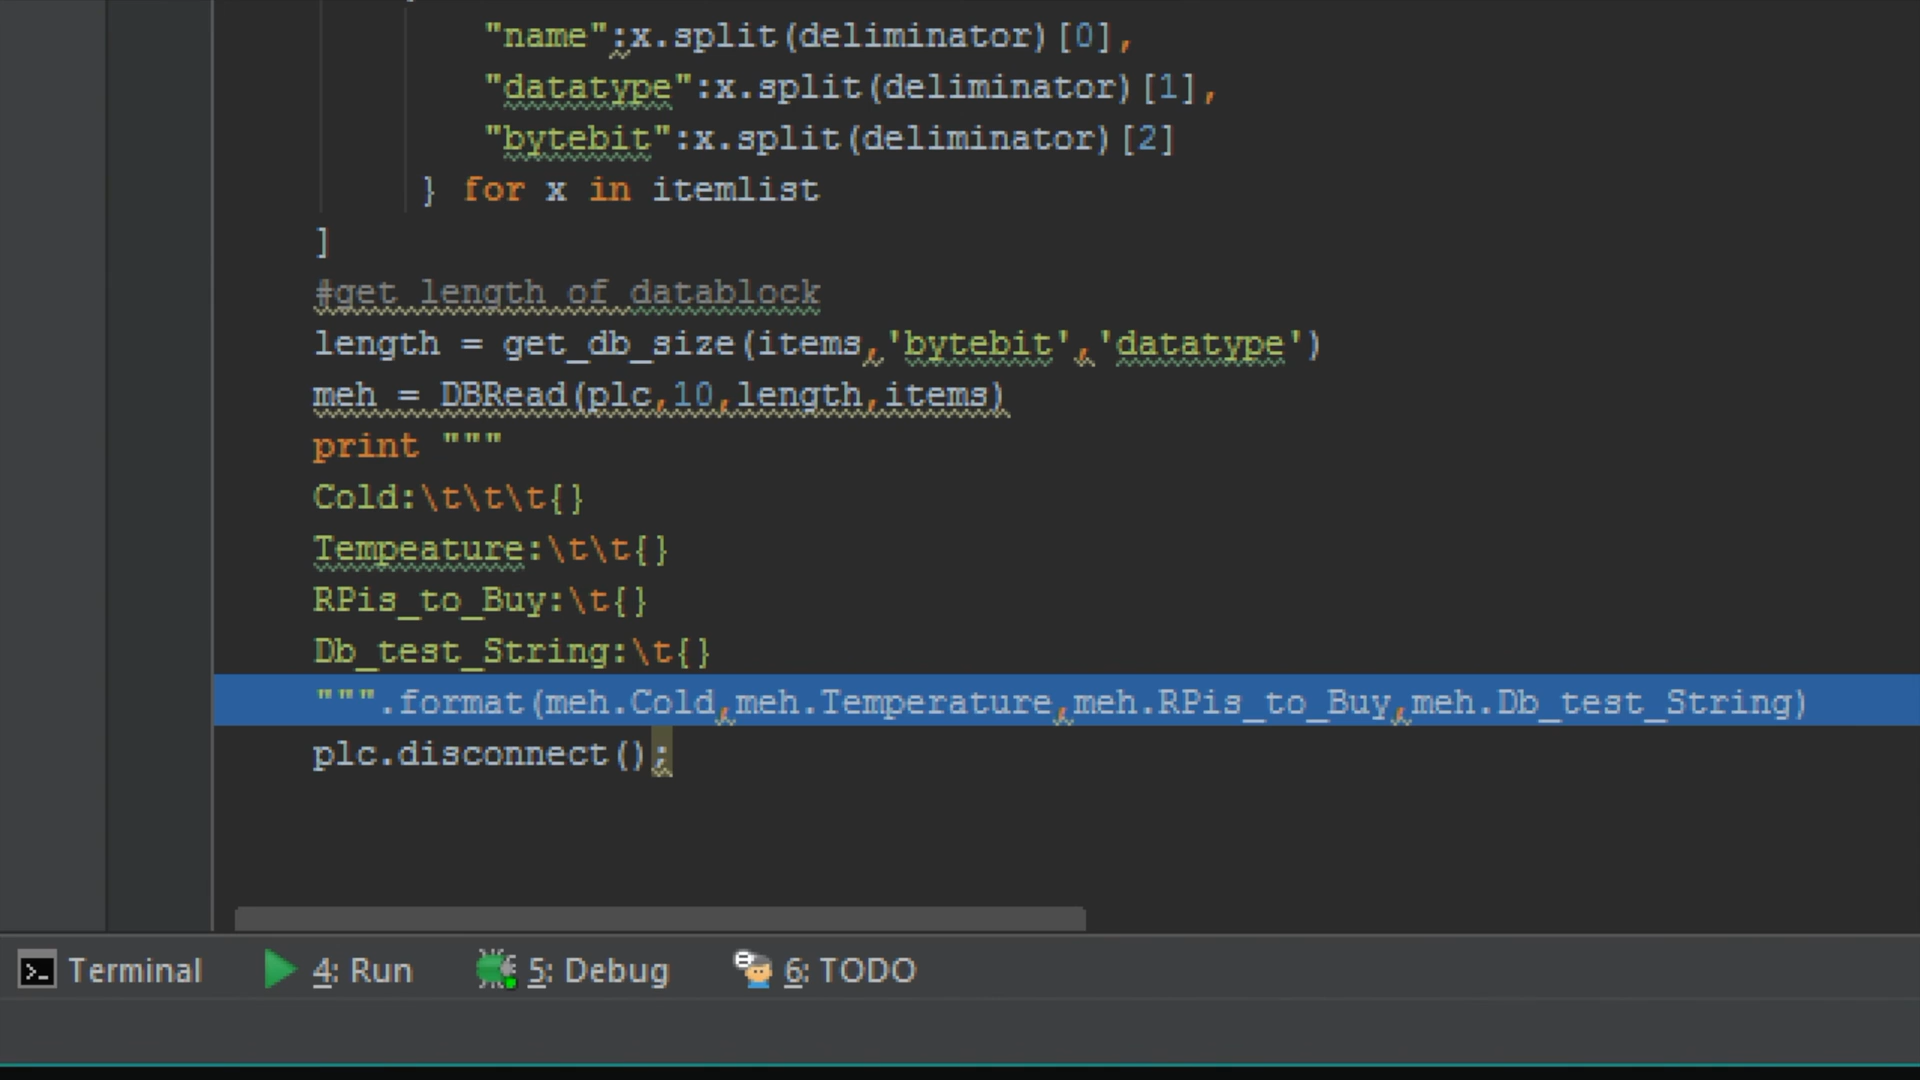 "name":x.split(deliminator)[0],
"datatype":x.split(deliminator)[1],
"bytebit":x.split(deliminator)[2]
} for x in itemlist
]
#get length of datablock
length = get_db_size(items,'bytebit','datatype')
meh = DBRead(plc,10,length,items)
print """
Cold:\t\t\t{}
Tempeature:\t\t{}
RPis_to_Buy:\t{}
Db_test_String:\t{}
""".format(meh.Cold,meh.Temperature,meh.RPis_to_Buy,meh.Db_test_String)
plc.disconnect();
Terminal 4: Run 5: Debug 6: TODO